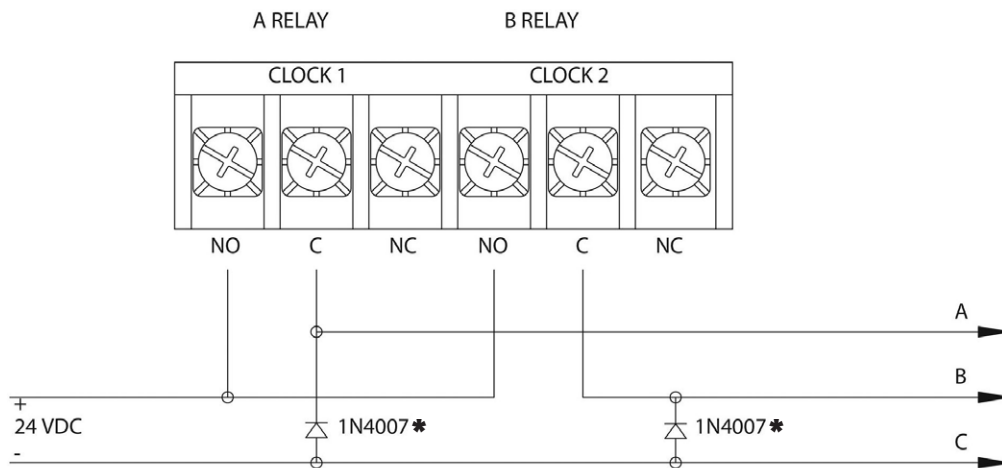 A RELAY B RELAY
CLOCK 1 CLOCK 2
NO C NC NO C NC
A
B
+
24 VDC 1N4007* 1N4007*
C
-